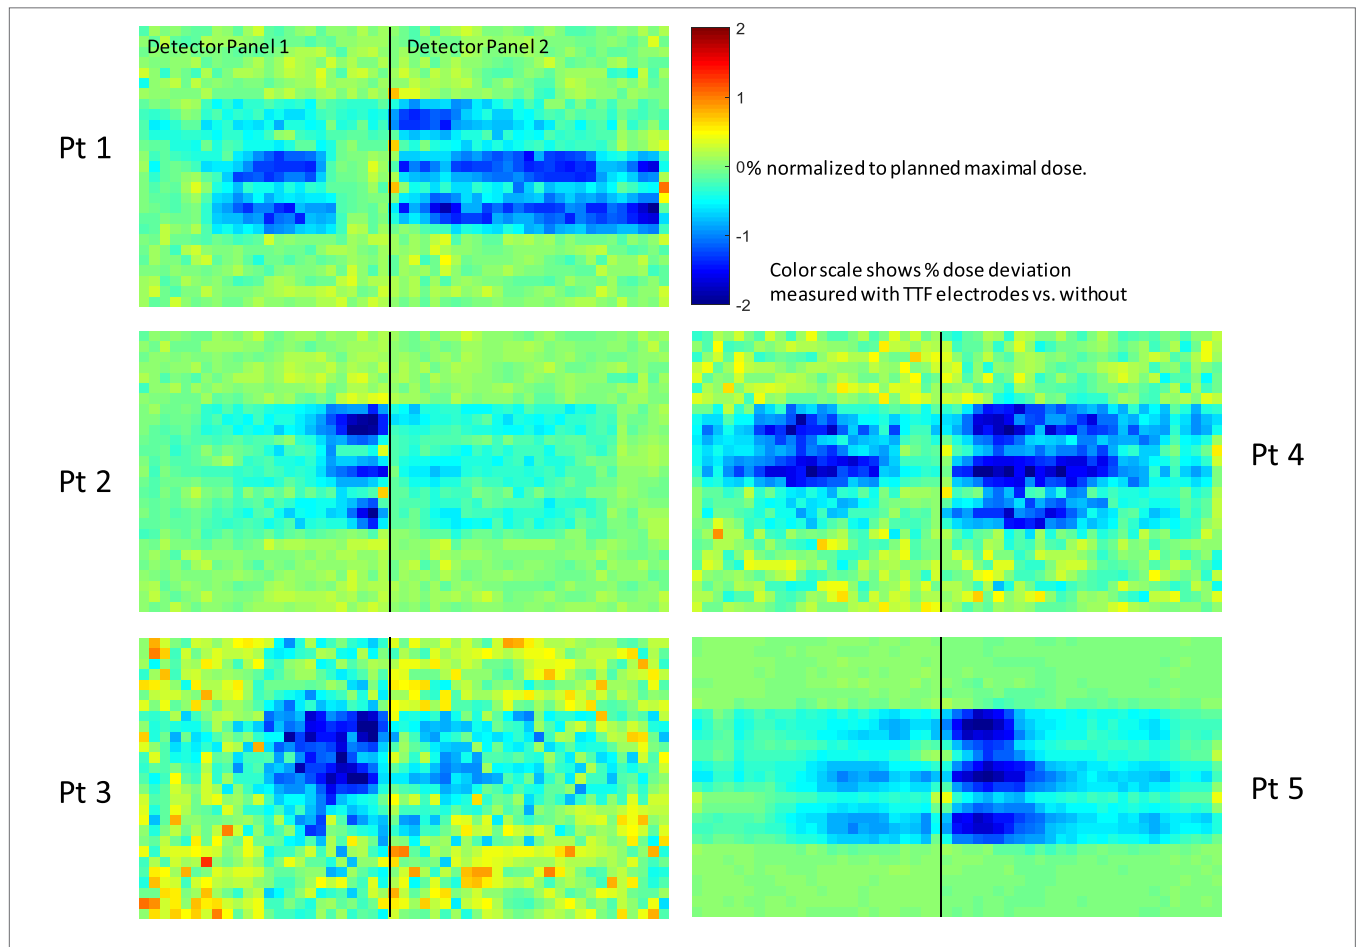 Detector Panel 1
Detector Panel 2
2
1
0
-1
-2
% normalized to planned maximal dose.
Color scale shows % dose deviation
measured with TTF electrodes vs. without
Pt 1
Pt 2
Pt 4
Pt 3
Pt 5